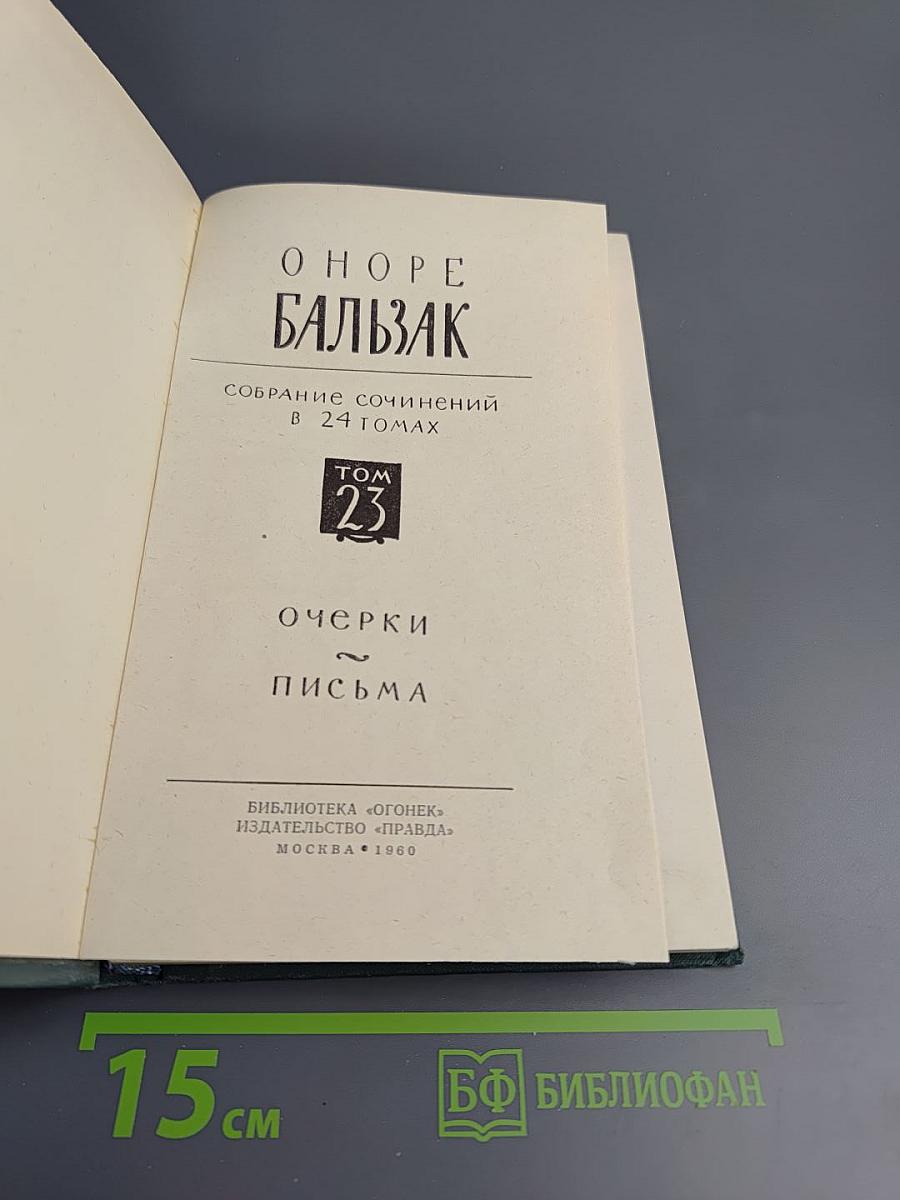 ОНОРЕ
БАЛЬЗАК
СОБРАНИЕ СОЧИНЕНИЙ
В 24 ТОМАХ
ТОМ
23
ОЧЕРКИ
~
ПИСЬМА
БИБЛИОТЕКА «ОГОНЕК»
ИЗДАТЕЛЬСТВО «ПРАВДА»
МОСКВА • 1960
15 см
БФ БИБЛИОФАН